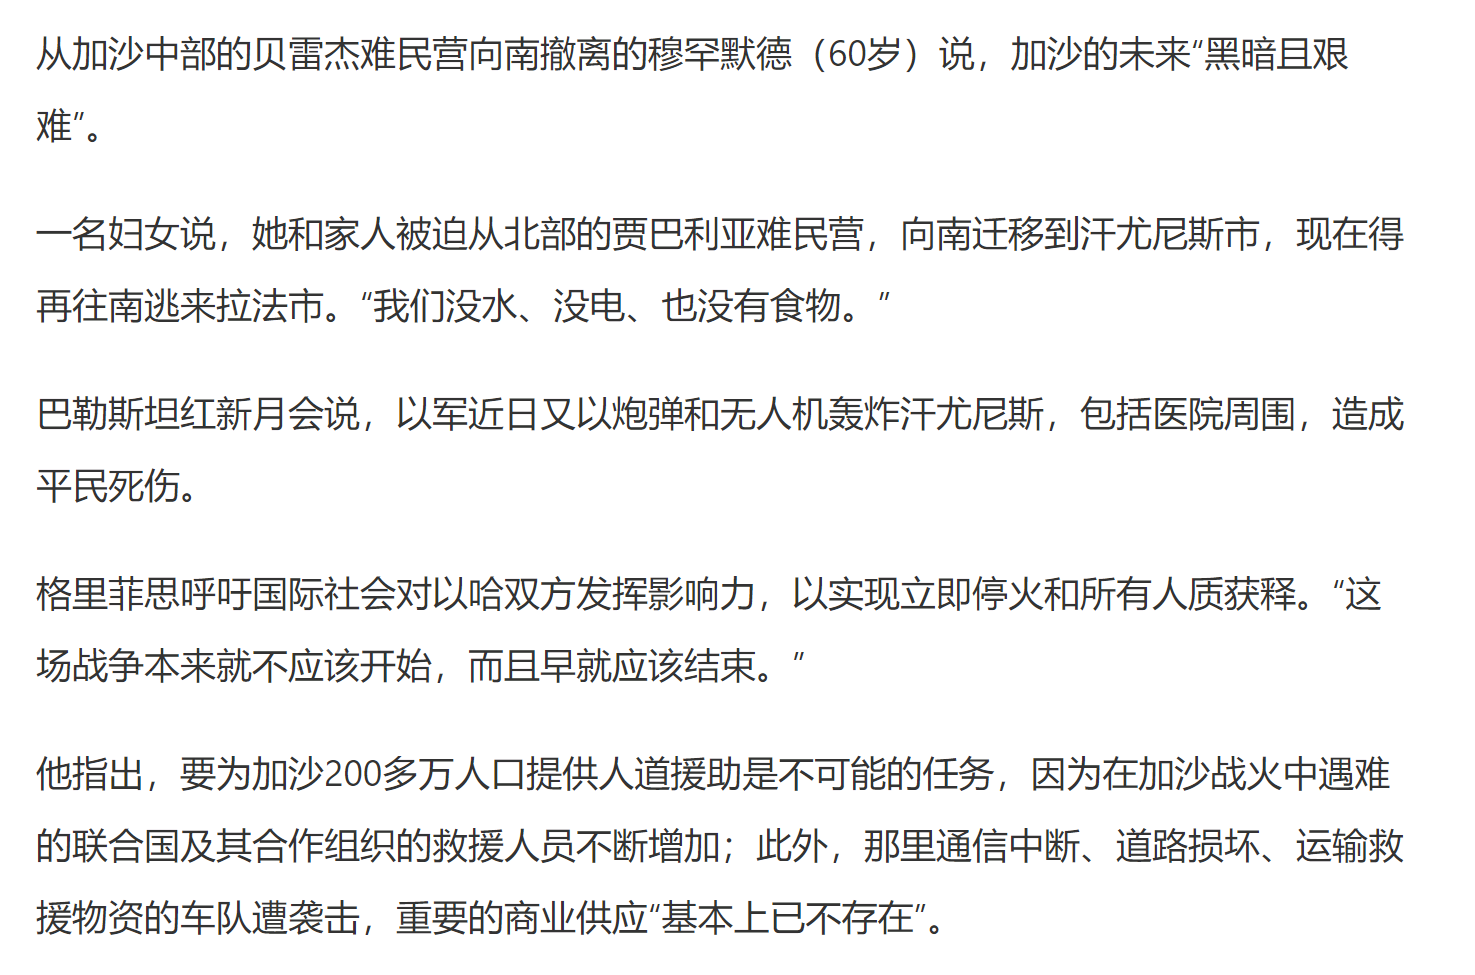 从加沙中部的贝雷杰难民营向南撤离的穆罕默德（60岁）说，加沙的未来“黑暗且艰
难”。
一名妇女说，她和家人被迫从北部的贾巴利亚难民营，向南迁移到汗尤尼斯市，现在得
再往南逃来拉法市。“我们没水、没电、也没有食物。”
巴勒斯坦红新月会说，以军近日又以炮弹和无人机轰炸汗尤尼斯，包括医院周围，造成
平民死伤。
格里菲思呼吁国际社会对以哈双方发挥影响力，以实现立即停火和所有人质获释。“这
场战争本来就不应该开始，而且早就应该结束。”
他指出，要为加沙200多万人口提供人道援助是不可能的任务，因为在加沙战火中遇难
的联合国及其合作组织的救援人员不断增加；此外，那里通信中断、道路损坏、运输救
援物资的车队遭袭击，重要的商业供应“基本上已不存在”。